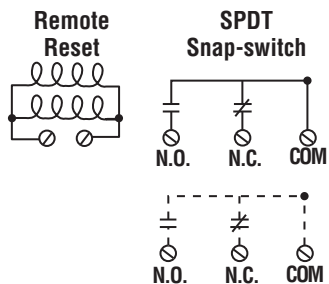 Remote
Reset
SPDT
Snap-switch
N.O. N.C. COM
N.O. N.C. COM